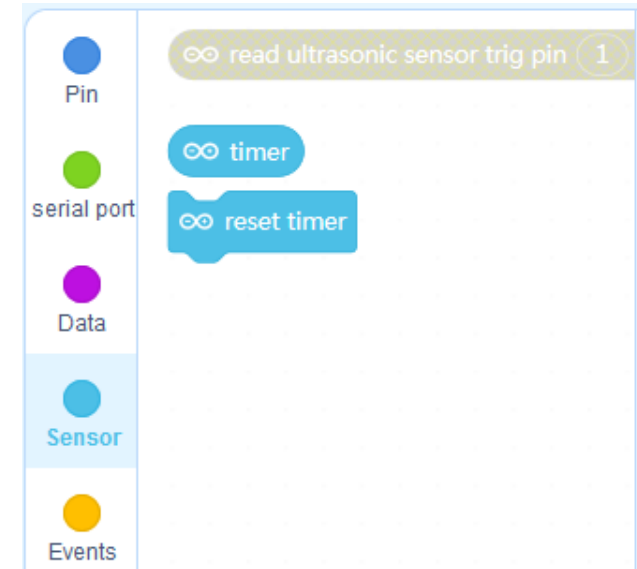 Pin
serial port
Data
Sensor
Events
read ultrasonic sensor trig pin 1
timer
reset timer